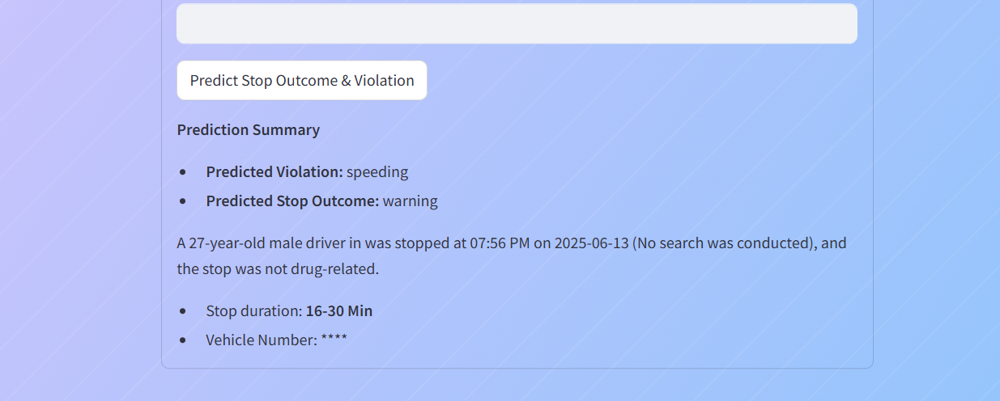 Predict Stop Outcome & Violation
Prediction Summary
Predicted Violation: speeding
Predicted Stop Outcome: warning
A 27-year-old male driver in was stopped at 07:56 PM on 2025-06-13 (No search was conducted), and
the stop was not drug-related.
Stop duration: 16-30 Min
Vehicle Number: ****